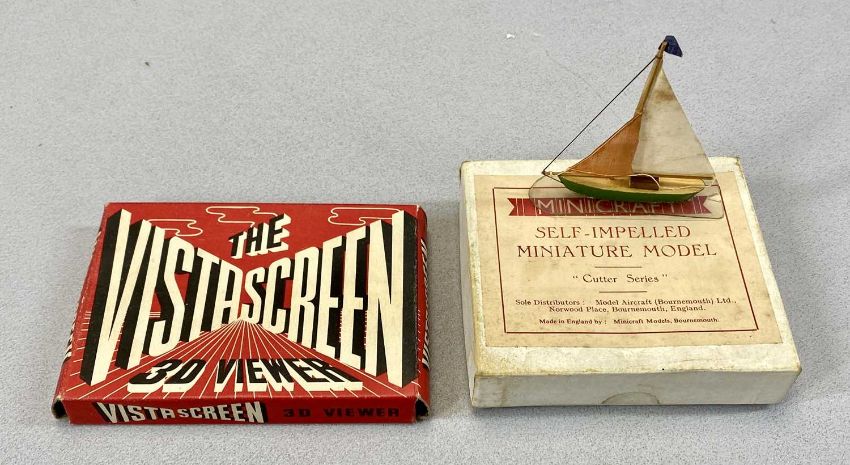 THE
VISTASCREEN
3D VIEWER
VISTASCREEN 3D VIEWER
MINICRAFT
SELF-IMPELLED
MINIATURE MODEL
"Cutter Series"
Sole Distributors : Model Aircraft (Bournemouth) Ltd.,
Norwood Place, Bournemouth, England.
Made in England by : Minicraft Models, Bournemouth.